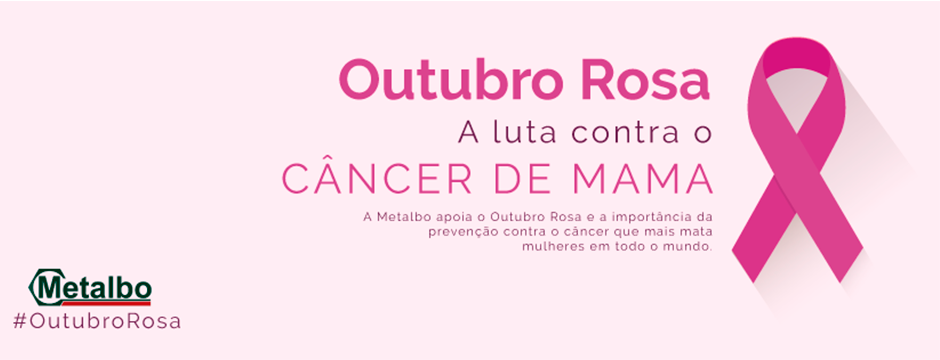 Outubro Rosa
A luta contra o
CÂNCER DE MAMA
A Metalbo apoia o Outubro Rosa e a importância da
prevenção contra o câncer que mais mata
mulheres em todo o mundo.
Metalbo
#OutubroRosa